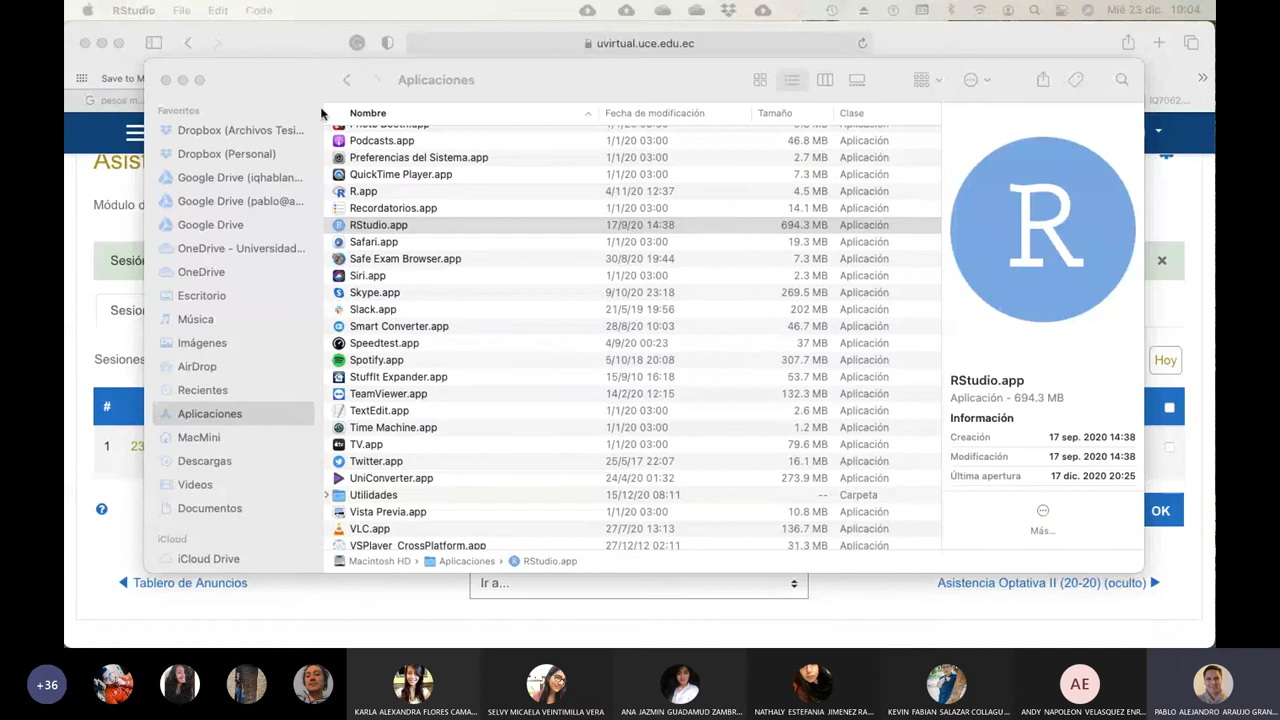 RStudio File Edit Code Mié 23 dic. 19:04
uvirtual.uce.edu.ec
Save to M
pesos m
IQ7062.
Aplicaciones
Favoritos
Dropbox (Archivos Tesi...
Dropbox (Personal)
Google Drive (iqhablan...
Google Drive (pablo@a...
Google Drive
OneDrive - Universidad...
OneDrive
Escritorio
Música
Imágenes
AirDrop
Recientes
Aplicaciones
MacMini
Descargas
Videos
Documentos
iCloud
iCloud Drive
Nombre Fecha de modificación Tamaño Clase
Podcasts.app 1/1/20 03:00 46.8 MB Aplicación
Preferencias del Sistema.app 1/1/20 03:00 2.7 MB Aplicación
QuickTime Player.app 1/1/20 03:00 7.3 MB Aplicación
R.app 4/11/20 12:37 4.5 MB Aplicación
Recordatorios.app 1/1/20 03:00 14.1 MB Aplicación
RStudio.app 17/9/20 14:38 694.3 MB Aplicación
Safari.app 1/1/20 03:00 19.3 MB Aplicación
Safe Exam Browser.app 30/8/20 19:44 7.3 MB Aplicación
Siri.app 1/1/20 03:00 2.3 MB Aplicación
Skype.app 9/10/20 23:18 269.5 MB Aplicación
Slack.app 21/5/19 19:56 202 MB Aplicación
Smart Converter.app 28/8/20 10:03 46.7 MB Aplicación
Speedtest.app 4/9/20 00:23 37 MB Aplicación
Spotify.app 5/10/18 20:08 307.7 MB Aplicación
StuffIt Expander.app 15/9/10 16:18 53.7 MB Aplicación
TeamViewer.app 14/2/20 12:15 132.3 MB Aplicación
TextEdit.app 1/1/20 03:00 2.6 MB Aplicación
Time Machine.app 1/1/20 03:00 1.2 MB Aplicación
TV.app 1/1/20 03:00 79.6 MB Aplicación
Twitter.app 25/5/17 22:07 16.1 MB Aplicación
UniConverter.app 24/4/20 01:32 273.9 MB Aplicación
Utilidades 15/12/20 08:11 -- Carpeta
Vista Previa.app 1/1/20 03:00 10.8 MB Aplicación
VLC.app 27/7/20 13:13 136.7 MB Aplicación
VSPlayer_CrossPlatform.app 27/12/12 02:11 31.3 MB Aplicación
Macintosh HD › Aplicaciones › RStudio.app
R
RStudio.app
Aplicación - 694.3 MB
Información
Creación 17 sep. 2020 14:38
Modificación 17 sep. 2020 14:38
Última apertura 17 dic. 2020 20:25
Más...
Asist
Módulo d
Sesió
Sesion
Sesiones
Hoy
#
1 23
OK
Tablero de Anuncios
Ir a...
Asistencia Optativa II (20-20) (oculto)
+36
KARLA ALEXANDRA FLORES CAMA...
SELVY MICAELA VEINTIMILLA VERA
ANA JAZMIN GUADAMUD ZAMBR...
NATHALY ESTEFANIA JIMENEZ RA...
KEVIN FABIAN SALAZAR COLLAGU...
AE
ANDY NAPOLEON VELASQUEZ ENR...
PABLO ALEJANDRO ARAUJO GRAN...